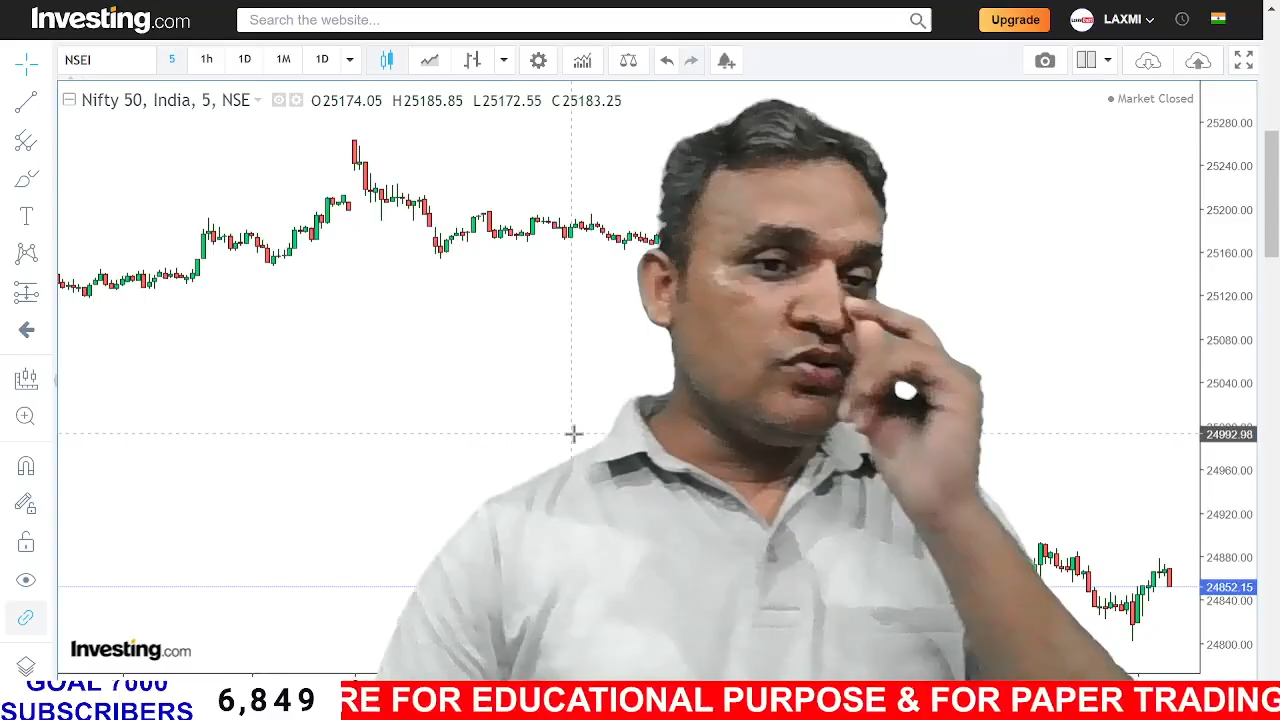 Investing.com
Search the website...
Upgrade
LAXMI
NSEI
5
1h
1D
1M
1D
Nifty 50, India, 5, NSE
O25174.05 H25185.85 L25172.55 C25183.25
Market Closed
25280.00
25240.00
25200.00
25160.00
25120.00
25080.00
25040.00
24992.98
24960.00
24920.00
24880.00
24852.15
24840.00
24800.00
Investing.com
GOAL 7000
SUBSCRIBERS
6,849
RE FOR EDUCATIONAL PURPOSE & FOR PAPER TRADING